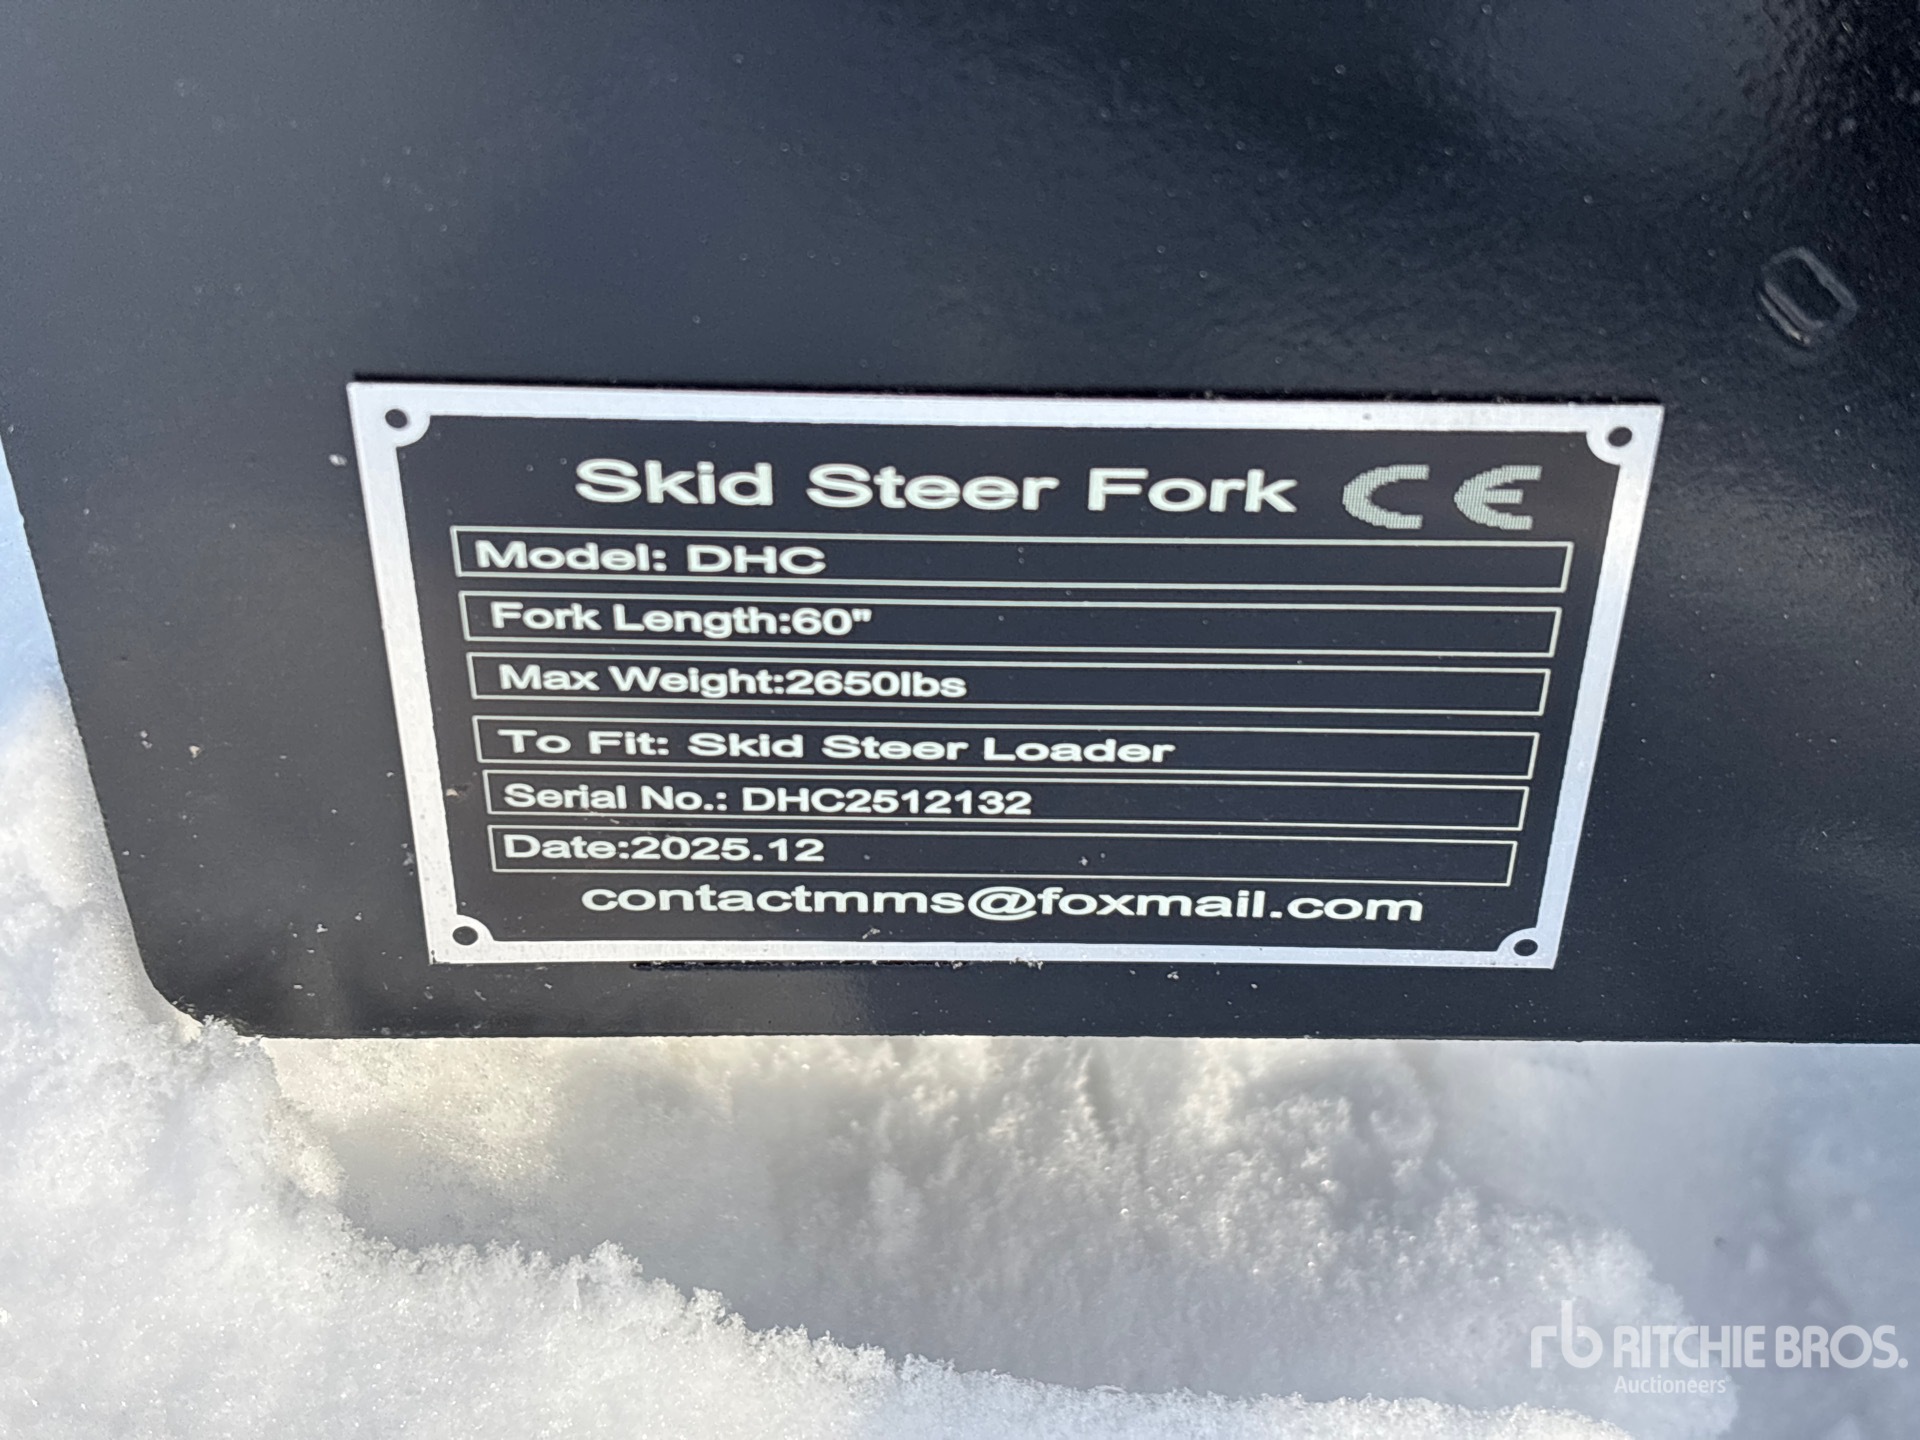 Skid Steer Fork CE
Model: DHC
Fork Length:60"
Max Weight:2650lbs
To Fit: Skid Steer Loader
Serial No.: DHC2512132
Date:2025.12
contactmms@foxmail.com
rb RITCHIE BROS.
Auctioneers